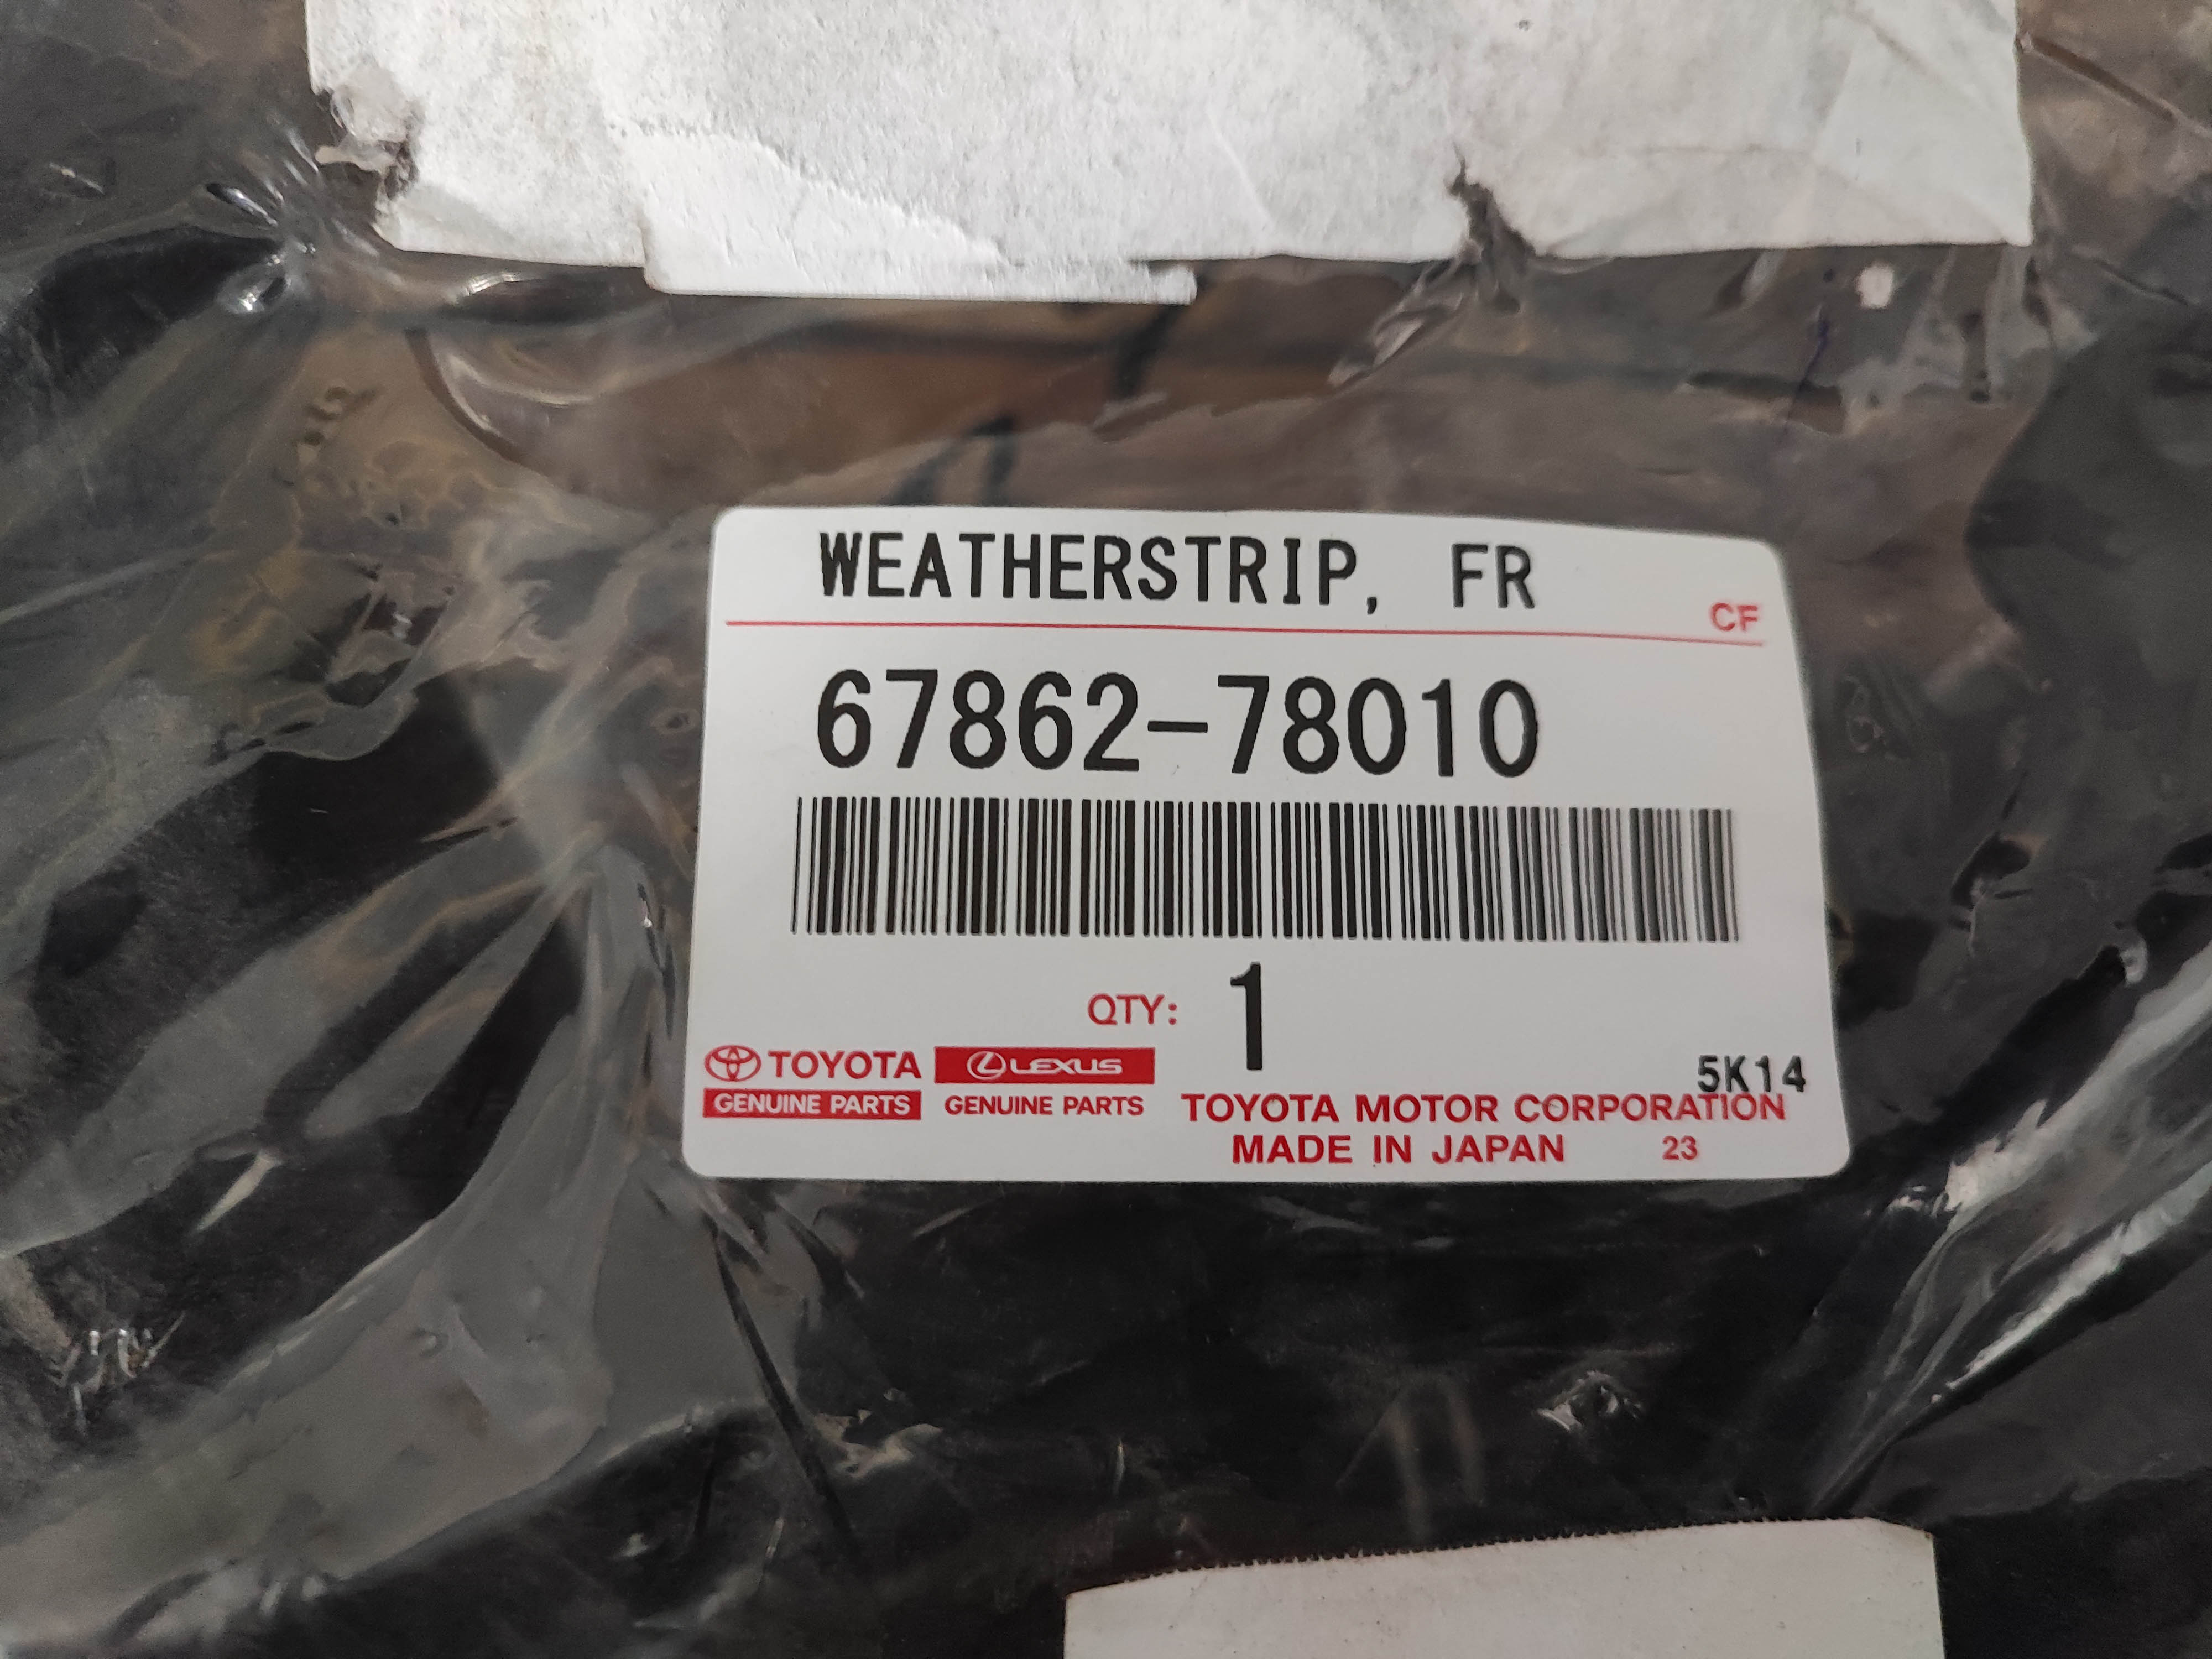 WEATHERSTRIP, FR
CF
67862-78010
QTY: 1
TOYOTA
GENUINE PARTS
LEXUS
GENUINE PARTS
5K14
TOYOTA MOTOR CORPORATION
MADE IN JAPAN 23